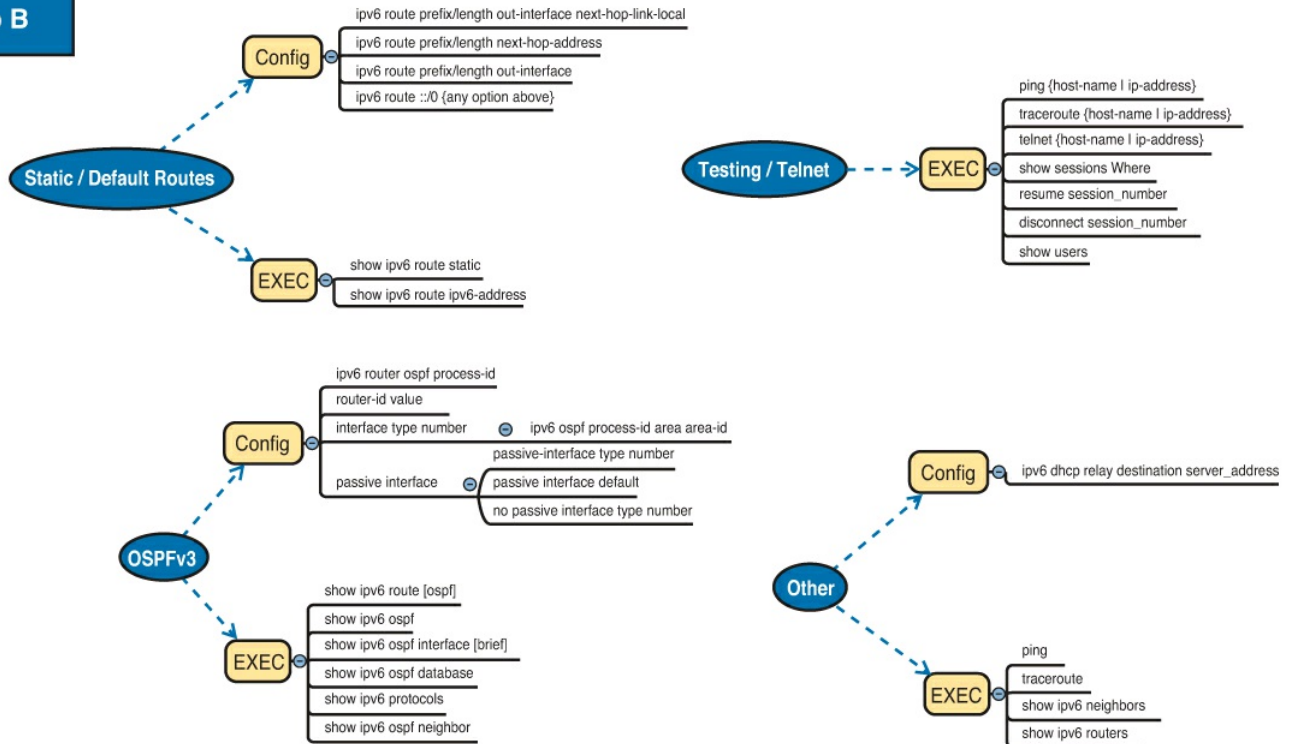 B
Static / Default Routes
Config
ipv6 route prefix/length out-interface next-hop-link-local
ipv6 route prefix/length next-hop-address
ipv6 route prefix/length out-interface
ipv6 route ::/0 {any option above}
EXEC
show ipv6 route static
show ipv6 route ipv6-address
Testing / Telnet
EXEC
ping {host-name | ip-address}
traceroute {host-name | ip-address}
telnet {host-name | ip-address}
show sessions Where
resume session_number
disconnect session_number
show users
OSPFv3
Config
ipv6 router ospf process-id
router-id value
interface type number
ipv6 ospf process-id area area-id
passive interface
passive-interface type number
passive interface default
no passive interface type number
EXEC
show ipv6 route [ospf]
show ipv6 ospf
show ipv6 ospf interface [brief]
show ipv6 ospf database
show ipv6 protocols
show ipv6 ospf neighbor
Other
Config
ipv6 dhcp relay destination server_address
EXEC
ping
traceroute
show ipv6 neighbors
show ipv6 routers